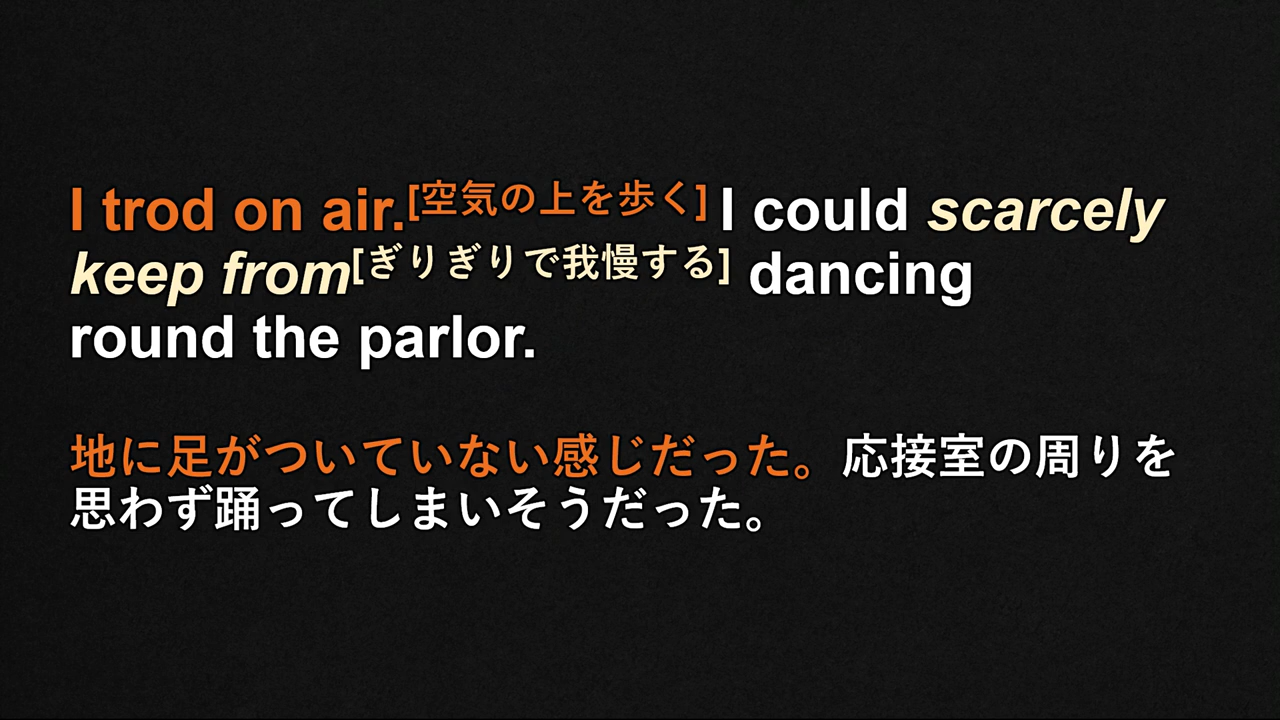 I trod on air.[空気の上を歩く] I could scarcely
keep from[ぎりぎりで我慢する] dancing
round the parlor.
地に足がついていない感じだった。応接室の周りを
思わず踊ってしまいそうだった。